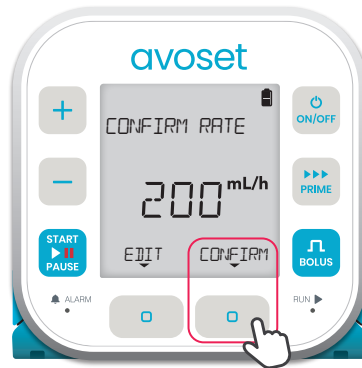 avoset
ON/OFF
CONFIRM RATE
PRIME
200 mL/h
START
PAUSE
BOLUS
EDIT CONFIRM
ALARM
RUN